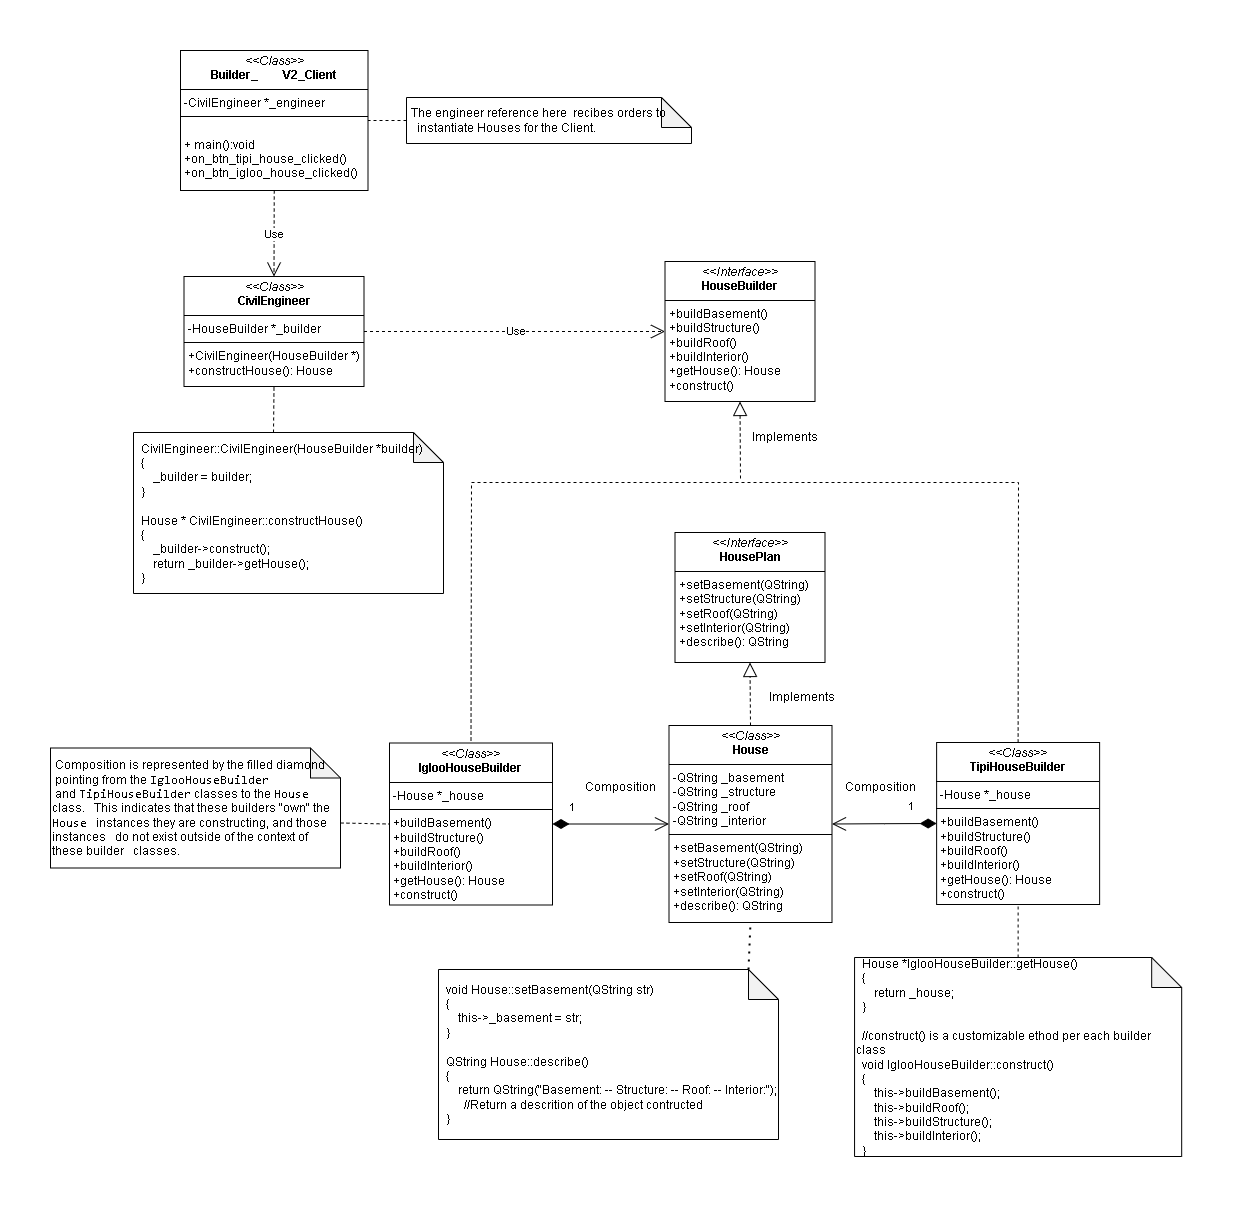 <<Class>>
Builder_ V2_Client
-CivilEngineer *_engineer
+ main():void
+on_btn_tipi_house_clicked()
+on_btn_igloo_house_clicked()
The engineer reference here recibes orders to
instantiate Houses for the Client.
Use
<<Class>>
CivilEngineer
-HouseBuilder *_builder
+CivilEngineer(HouseBuilder *)
+constructHouse(): House
Use
<<Interface>>
HouseBuilder
+buildBasement()
+buildStructure()
+buildRoof()
+buildInterior()
+getHouse(): House
+construct()
Implements
CivilEngineer::CivilEngineer(HouseBuilder *builder)
{
_builder = builder;
}
House * CivilEngineer::constructHouse()
{
_builder->construct();
return _builder->getHouse();
}
<<Interface>>
HousePlan
+setBasement(QString)
+setStructure(QString)
+setRoof(QString)
+setInterior(QString)
+describe(): QString
Implements
Composition is represented by the filled diamond
pointing from the IglooHouseBuilder
and TipiHouseBuilder classes to the House
class. This indicates that these builders "own" the
House instances they are constructing, and those
instances do not exist outside of the context of
these builder classes.
<<Class>>
IglooHouseBuilder
-House *_house
+buildBasement()
+buildStructure()
+buildRoof()
+buildInterior()
+getHouse(): House
+construct()
Composition
1
<<Class>>
House
-QString _basement
-QString _structure
-QString _roof
-QString _interior
+setBasement(QString)
+setStructure(QString)
+setRoof(QString)
+setInterior(QString)
+describe(): QString
Composition
1
<<Class>>
TipiHouseBuilder
-House *_house
+buildBasement()
+buildStructure()
+buildRoof()
+buildInterior()
+getHouse(): House
+construct()
void House::setBasement(QString str)
{
this->_basement = str;
}
QString House::describe()
{
return QString("Basement: -- Structure: -- Roof: -- Interior:");
//Return a descrition of the object contructed
}
House *IglooHouseBuilder::getHouse()
{
return _house;
}
//construct() is a customizable ethod per each builder
class
void IglooHouseBuilder::construct()
{
this->buildBasement();
this->buildRoof();
this->buildStructure();
this->buildInterior();
}